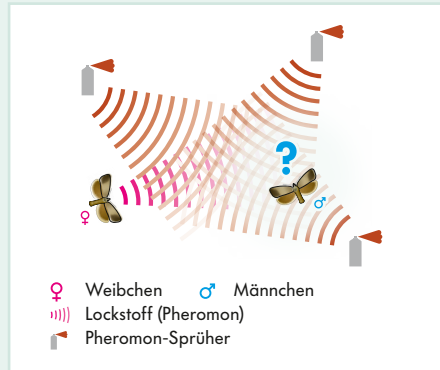 ?
♀
♂
♀ Weibchen ♂ Männchen
Lockstoff (Pheromon)
Pheromon-Sprüher